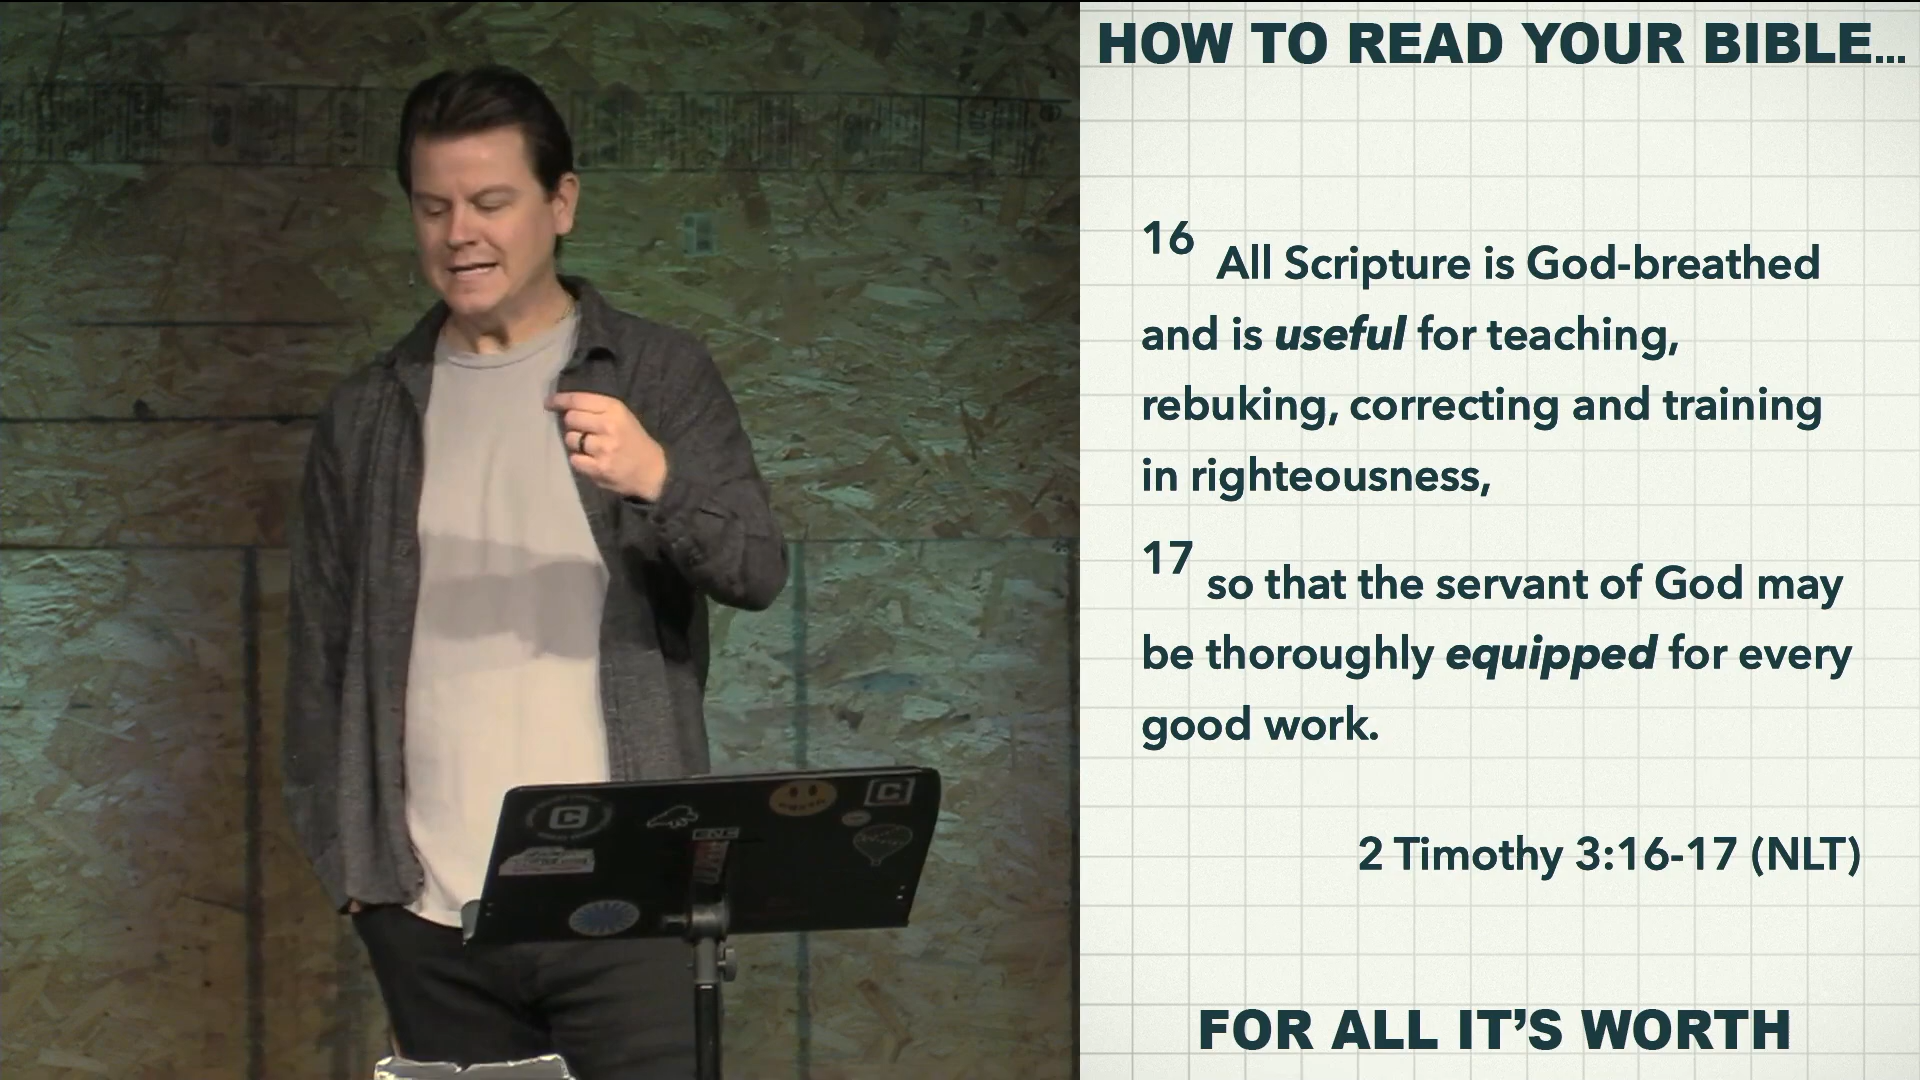 HOW TO READ YOUR BIBLE...
16 All Scripture is God-breathed
and is useful for teaching,
rebuking, correcting and training
in righteousness,
17 so that the servant of God may
be thoroughly equipped for every
good work.
2 Timothy 3:16-17 (NLT)
FOR ALL IT'S WORTH
C
C